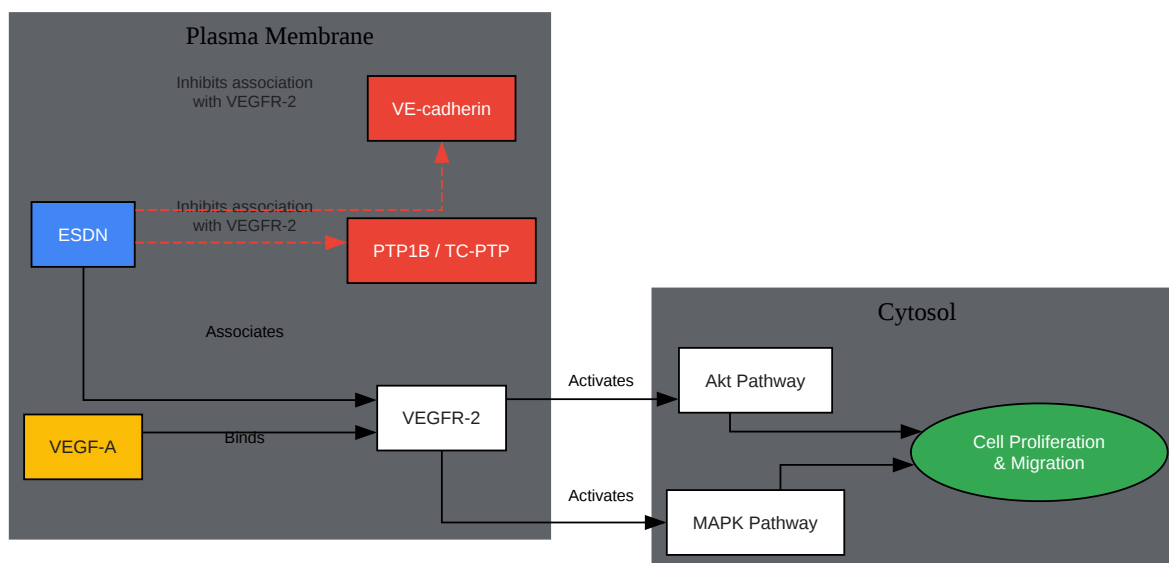 Plasma Membrane
Inhibits association
with VEGFR-2
VE-cadherin
ESDN
Inhibits association
with VEGFR-2
PTP1B / TC-PTP
Associates
VEGF-A
Binds
VEGFR-2
Activates
Activates
Cytosol
Akt Pathway
Cell Proliferation
& Migration
MAPK Pathway